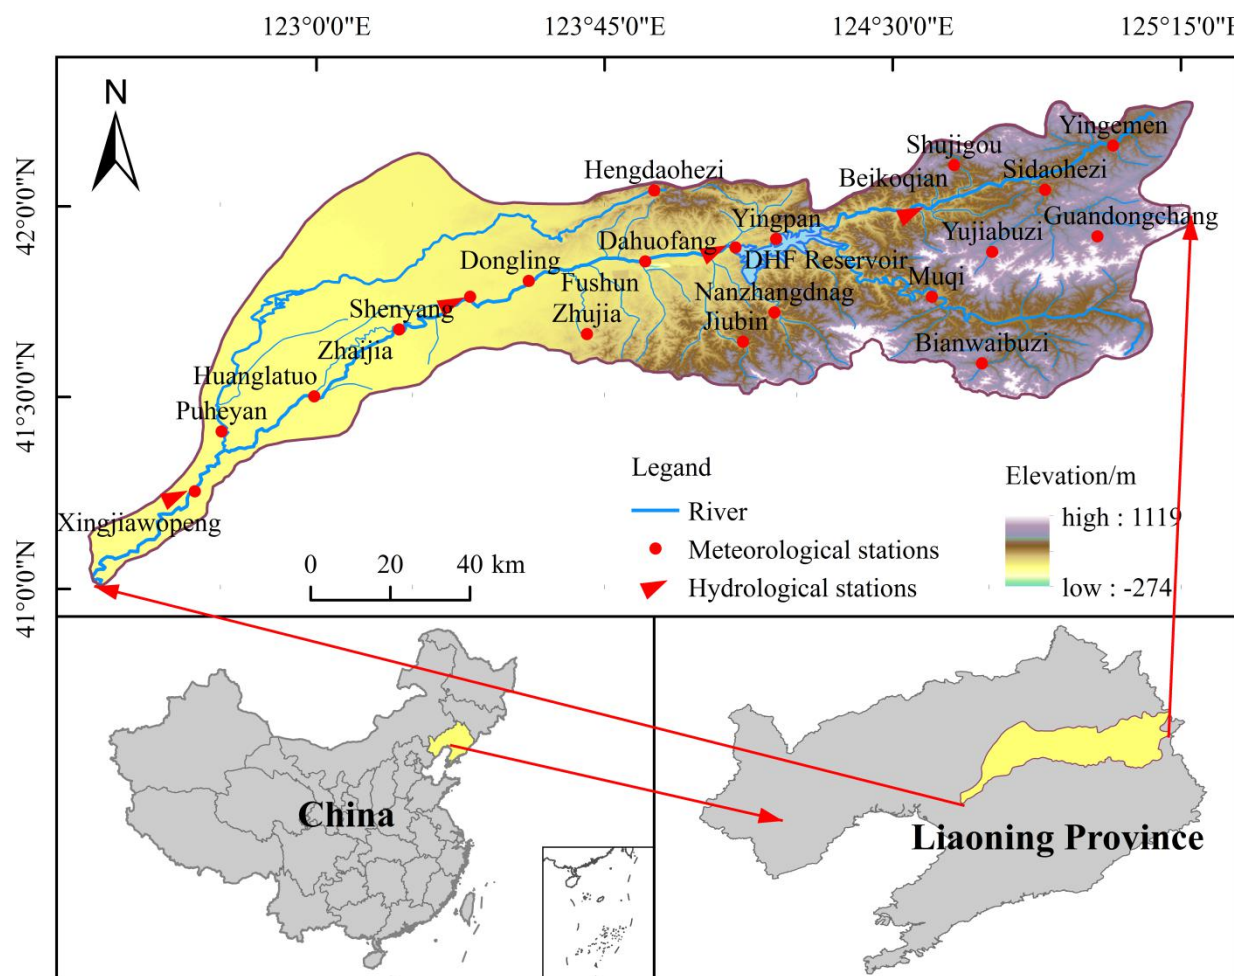 123°0'0"E
123°45'0"E
124°30'0"E
125°15'0"E
N
42°0'0"N
41°30'0"N
41°0'0"N
Yingemen
Shujigou
Hengdaohezi
Beikoqian
Sidaohezi
Yingpan
Guandongchang
Dahuofang
Yujiabuzi
Dongling
DHF Reservoir
Fushun
Muqi
Shenyang
Nanzhangdnag
Zhujia
Jiubin
Zhaijia
Bianwaibuzi
Huanglatuo
Puheyan
Xingjiawopeng
Legand
River
Meteorological stations
Hydrological stations
Elevation/m
high : 1119
low : -274
0 20 40 km
China
Liaoning Province